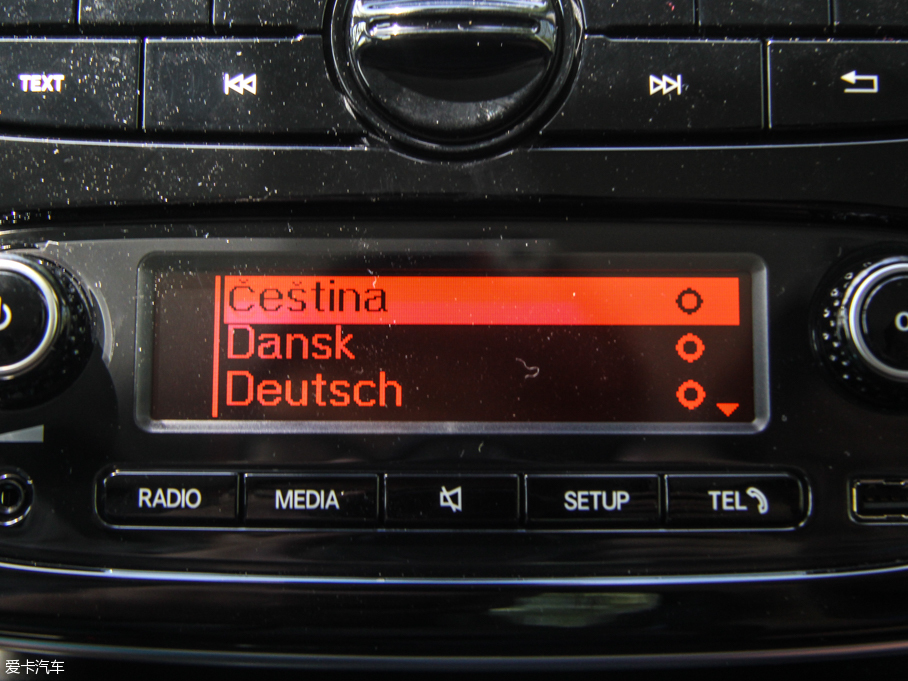 TEXT
Čeština
Dansk
Deutsch
RADIO
MEDIA
SETUP
TEL
爱卡汽车